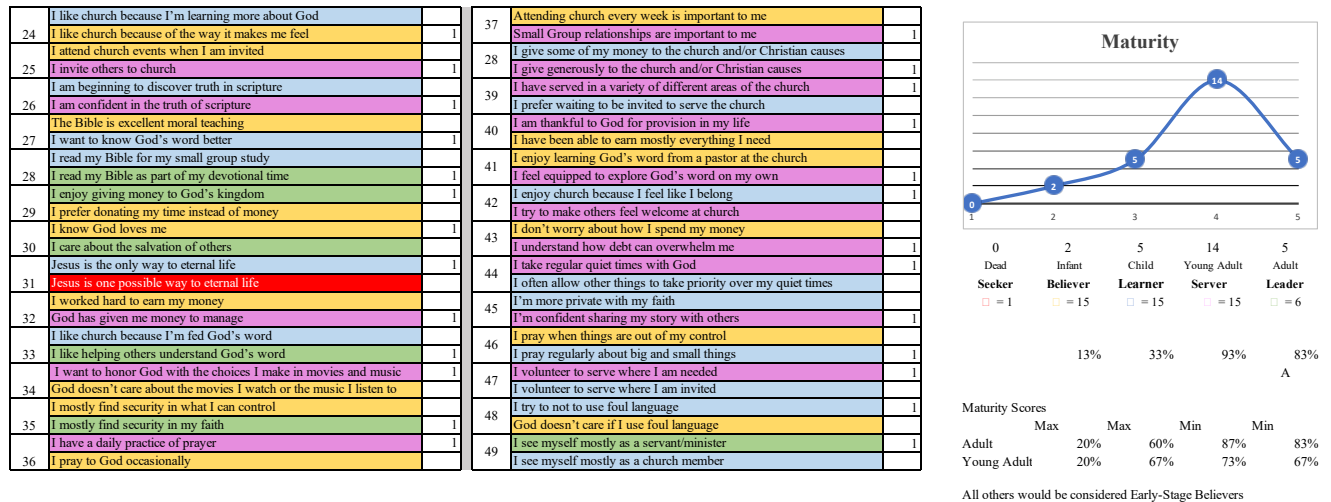 I like church because I'm learning more about God
24 I like church because of the way it makes me feel 1
I attend church events when I am invited
25 I invite others to church 1
I am beginning to discover truth in scripture
26 I am confident in the truth of scripture 1
The Bible is excellent moral teaching
27 I want to know God's word better 1
I read my Bible for my small group study
28 I read my Bible as part of my devotional time 1
I enjoy giving money to God's kingdom 1
29 I prefer donating my time instead of money
I know God loves me 1
30 I care about the salvation of others
Jesus is the only way to eternal life 1
31 Jesus is one possible way to eternal life
I worked hard to earn my money
32 God has given me money to manage 1
I like church because I'm fed God's word
33 I like helping others understand God's word 1
I want to honor God with the choices I make in movies and music 1
34 God doesn't care about the movies I watch or the music I listen to
I mostly find security in what I can control
35 I mostly find security in my faith 1
I have a daily practice of prayer 1
36 I pray to God occasionally
37 Attending church every week is important to me
Small Group relationships are important to me 1
28 I give some of my money to the church and/or Christian causes
I give generously to the church and/or Christian causes 1
39 I have served in a variety of different areas of the church 1
I prefer waiting to be invited to serve the church
40 I am thankful to God for provision in my life 1
I have been able to earn mostly everything I need
41 I enjoy learning God's word from a pastor at the church
I feel equipped to explore God's word on my own 1
42 I enjoy church because I feel like I belong 1
I try to make others feel welcome at church
43 I don't worry about how I spend my money
I understand how debt can overwhelm me 1
44 I take regular quiet times with God 1
I often allow other things to take priority over my quiet times
45 I'm more private with my faith
I'm confident sharing my story with others 1
46 I pray when things are out of my control
I pray regularly about big and small things 1
47 I volunteer to serve where I am needed 1
I volunteer to serve where I am invited
48 I try to not to use foul language 1
God doesn't care if I use foul language
49 I see myself mostly as a servant/minister 1
I see myself mostly as a church member
Maturity
14
5 5
2
0
1 2 3 4 5
0 2 5 14 5
Dead Infant Child Young Adult Adult
Seeker Believer Learner Server Leader
□ = 1 □ = 15 □ = 15 □ = 15 □ = 6
13% 33% 93% 83%
A
Maturity Scores
Max Max Min Min
Adult 20% 60% 87% 83%
Young Adult 20% 67% 73% 67%
All others would be considered Early-Stage Believers